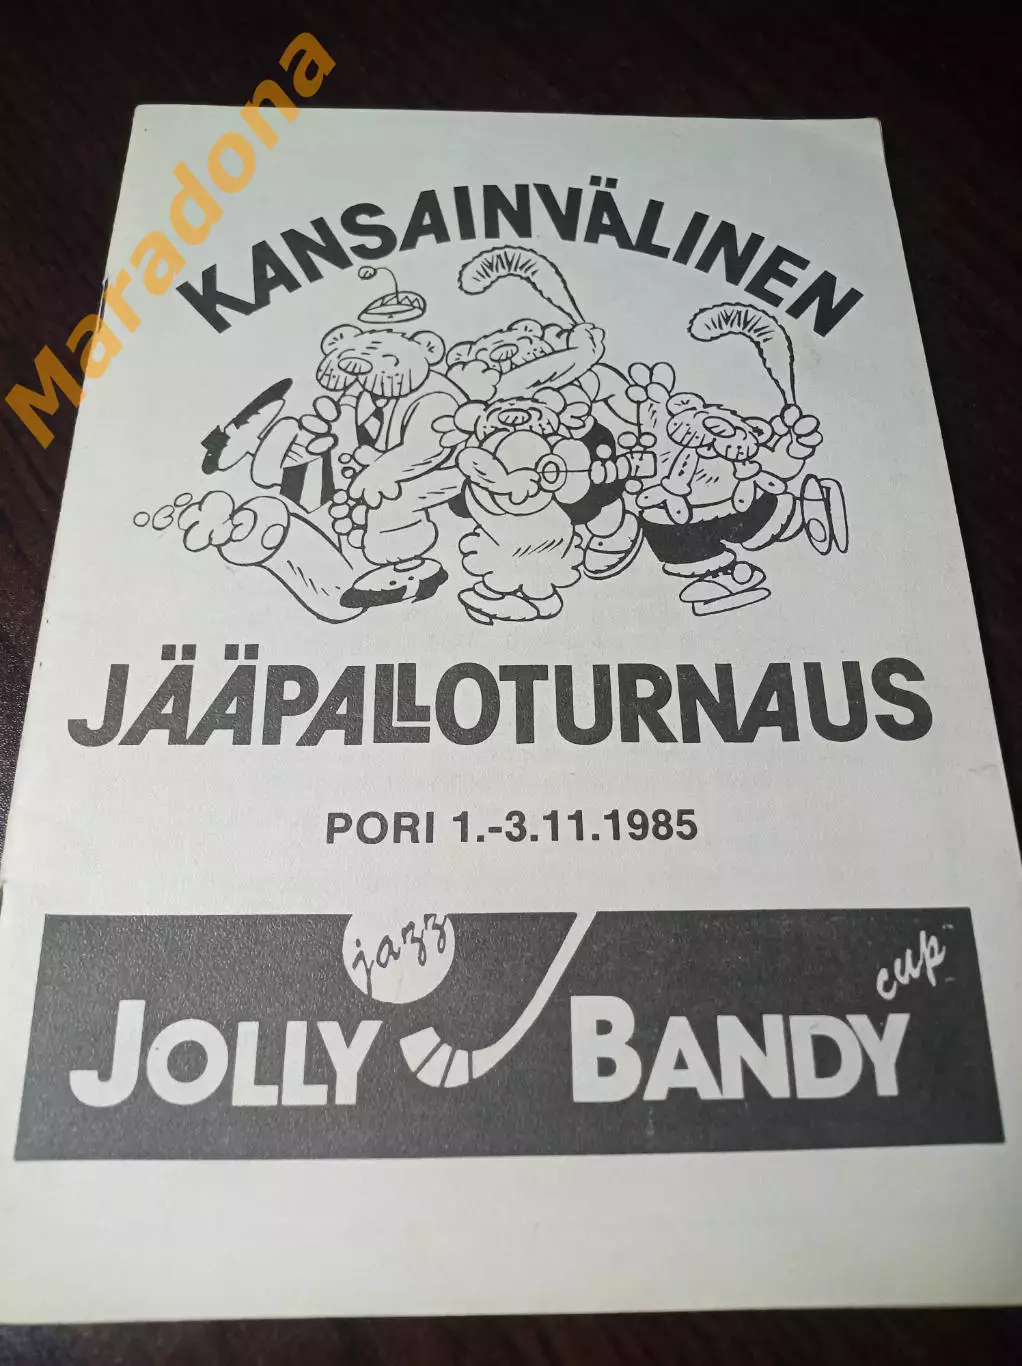 Maradona
KANSAINVÄLINEN
JÄÄPALLOTURNAUS
PORI 1.-3.11.1985
jazz
JOLLY BANDY
cup